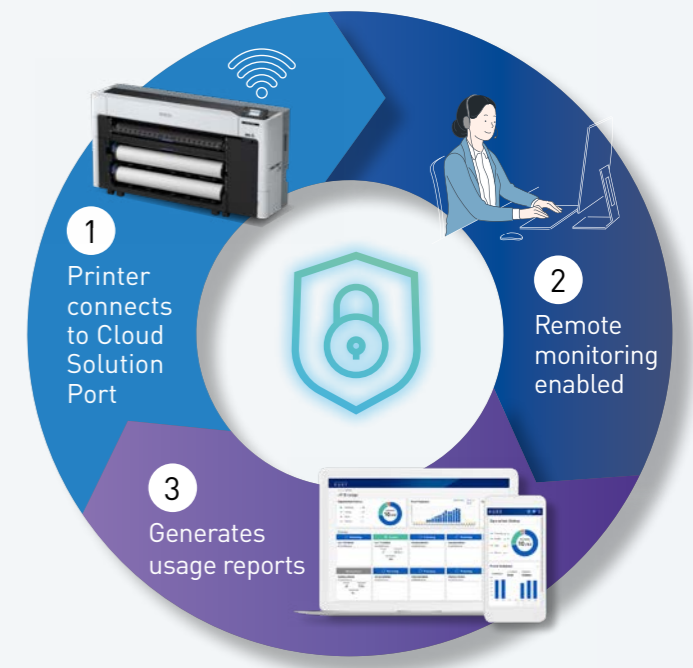 1
Printer
connects
to Cloud
Solution
Port
2
Remote
monitoring
enabled
3
Generates
usage reports